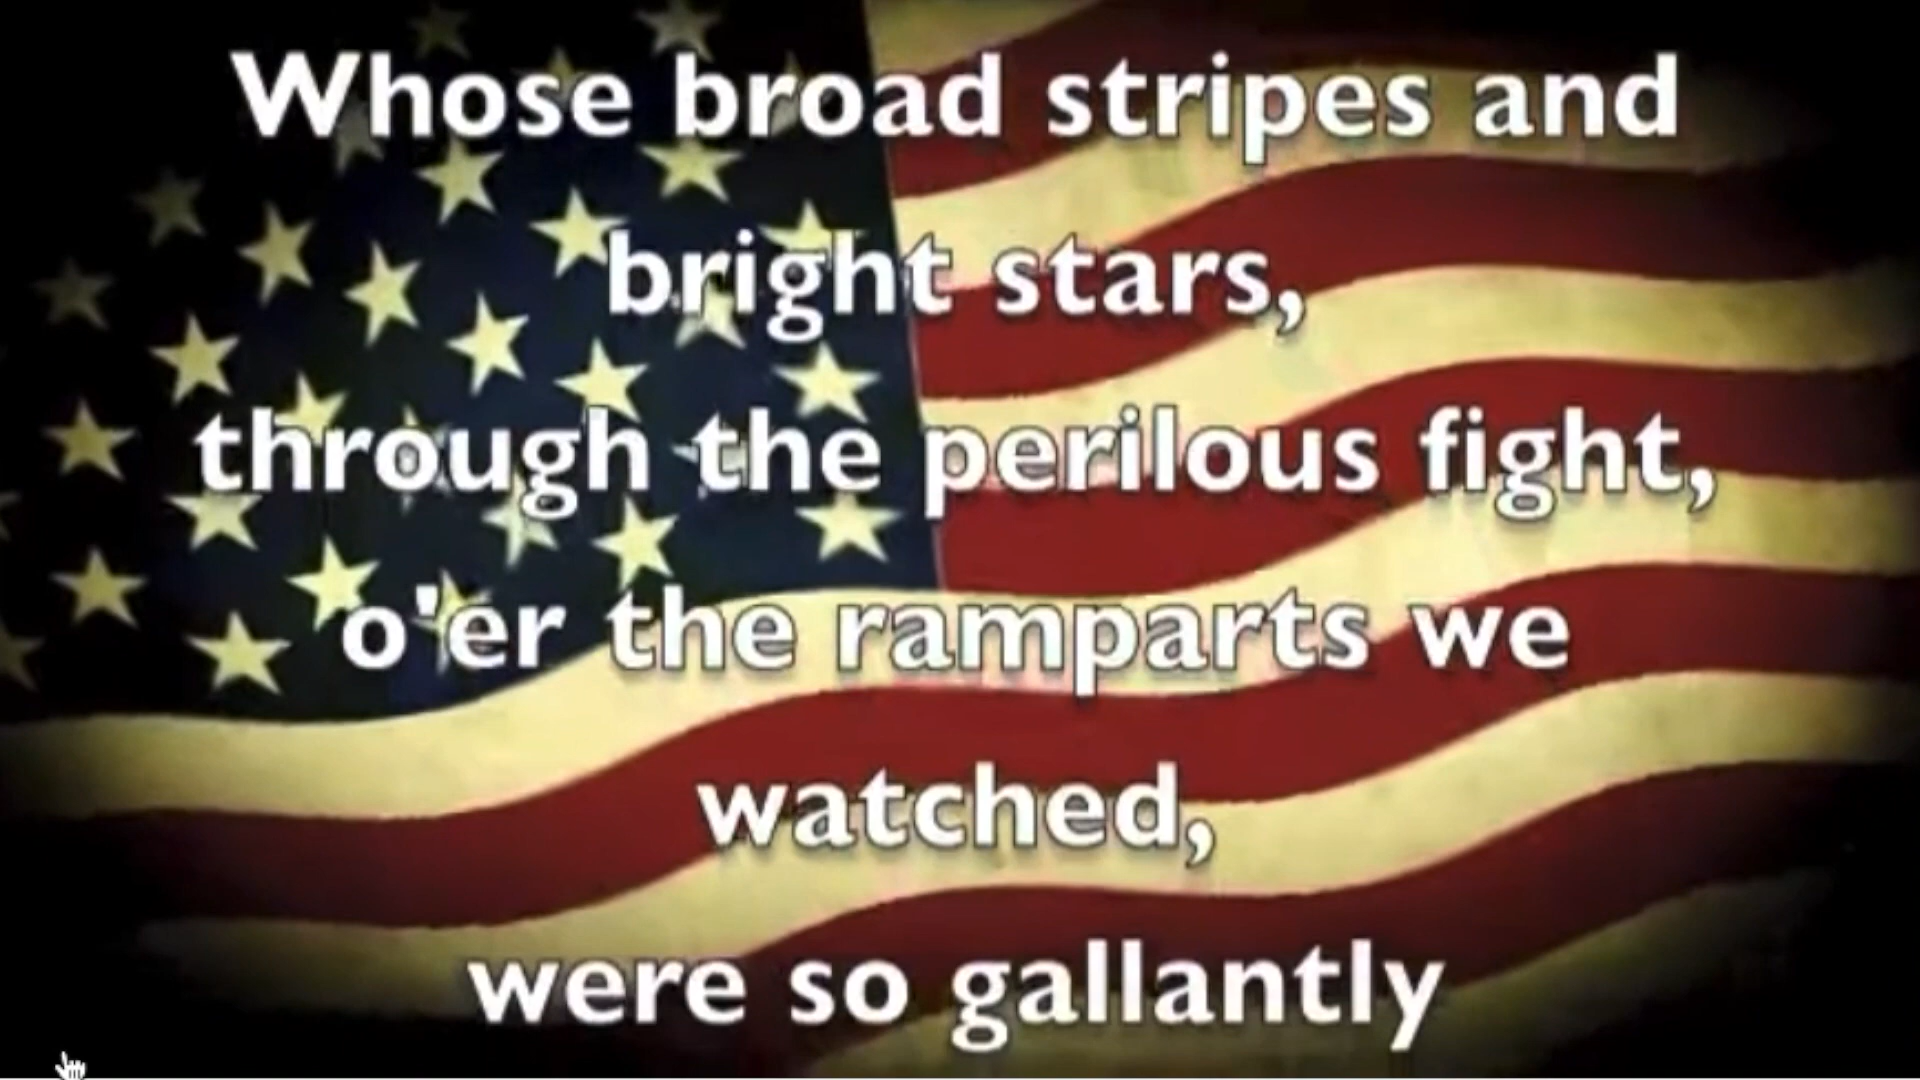 Whose broad stripes and
bright stars,
through the perilous fight,
o'er the ramparts we
watched,
were so gallantly